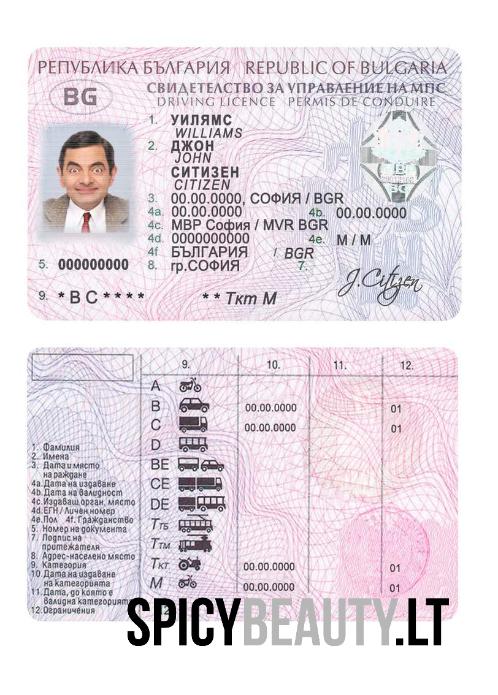 РЕПУБЛИКА БЪЛГАРИЯ REPUBLIC OF BULGARIA
BG
СВИДЕТЕЛСТВО ЗА УПРАВЛЕНИЕ НА МПС
DRIVING LICENCE PERMIS DE CONDUIRE
1. УИЛЯМС
WILLIAMS
2. ДЖОН
JOHN
СИТИЗЕН
CITIZEN
3. 00.00.0000, СОФИЯ / BGR
4a. 00.00.0000 4b. 00.00.0000
4c. МВР София / MVR BGR
4d. 0000000000 4e. М / M
4f БЪЛГАРИЯ / BGR
5. 000000000 8. гр.СОФИЯ 7.
J.Citizen
9. * B C * * * * * * Ткт М
BG
9. 10. 11. 12.
A
B 00.00.0000 01
C 00.00.0000 01
D
BE
CE
DE
Ттб
Ттм
Ткт 00.00.0000 01
M 00.00.0000 01
1. Фамилия
2. Имена
3. Дата и място
на раждане
4a.Дата на издаване
4b.Дата на валидност
4c.Издаващ орган, място
4d.ЕГН / Личен номер
4e.Пол 4f. Гражданство
5. Номер на документа
7. Подпис на
притежателя
8. Адрес-населено място
9. Категория
10.Дата на издаване
на категорията
11.Дата, до която е
валидна категорията
12.Ограничения
12.
SPICYBEAUTY.LT